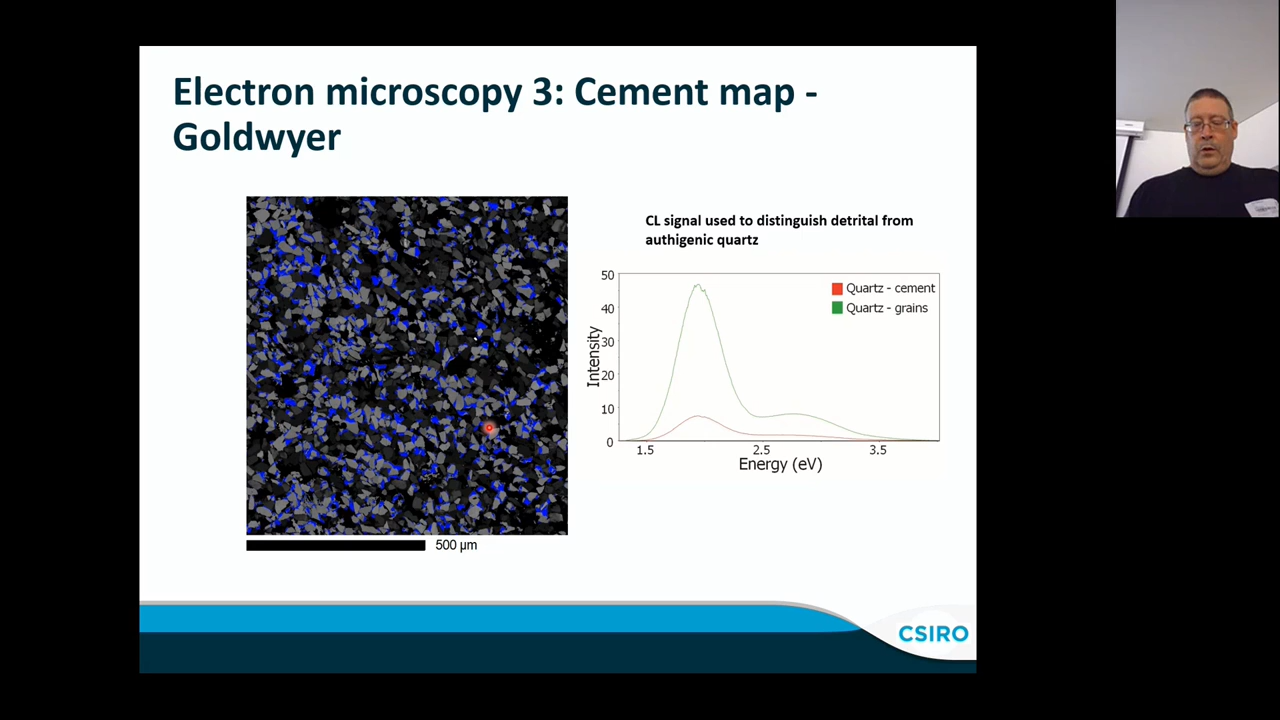 Electron microscopy 3: Cement map -
Goldwyer
CL signal used to distinguish detrital from
authigenic quartz
50
40
30
20
10
0
Intensity
Quartz - cement
Quartz - grains
1.5
2.5
3.5
Energy (eV)
500 µm
CSIRO